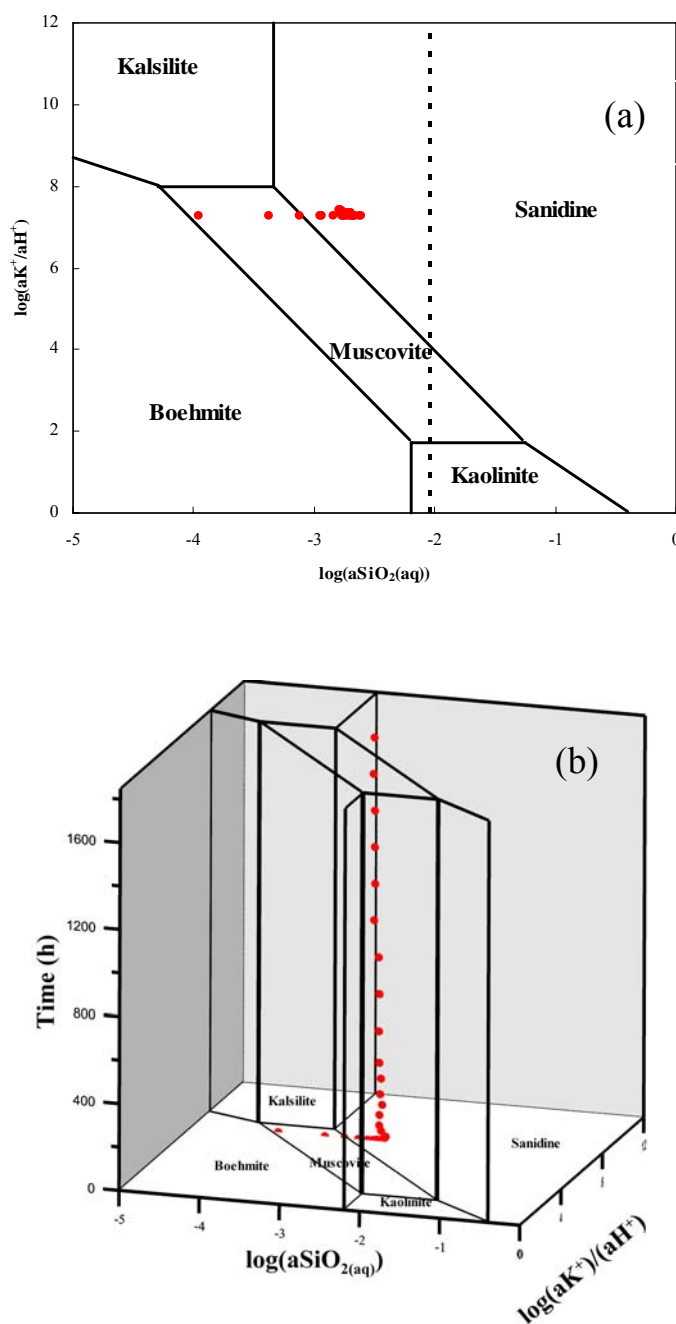 12
10
8
6
4
2
0
log(aK⁺/aH⁺)
Kalsilite
(a)
Sanidine
Muscovite
Boehmite
Kaolinite
-5
-4
-3
-2
-1
0
log(aSiO₂(aq))
(b)
1600
1200
800
400
0
Time (h)
Kalsilite
Boehmite
Muscovite
Kaolinite
Sanidine
-5
-4
-3
-2
-1
0
log(aSiO₂(aq))
log(aK⁺)/(aH⁺)